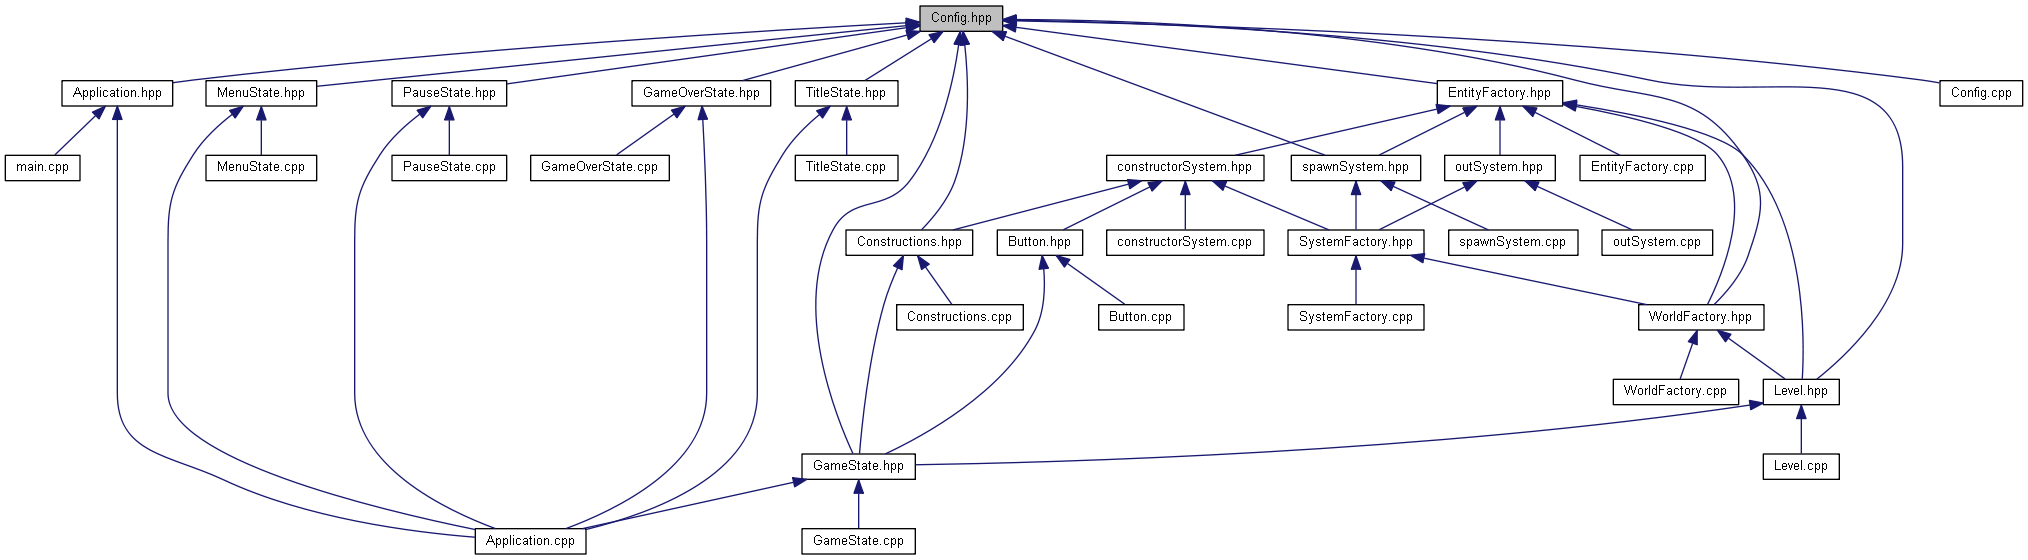 Config.hpp
Application.hpp
MenuState.hpp
PauseState.hpp
GameOverState.hpp
TitleState.hpp
EntityFactory.hpp
Config.cpp
main.cpp
MenuState.cpp
PauseState.cpp
GameOverState.cpp
TitleState.cpp
constructorSystem.hpp
spawnSystem.hpp
outSystem.hpp
EntityFactory.cpp
Constructions.hpp
Button.hpp
constructorSystem.cpp
SystemFactory.hpp
spawnSystem.cpp
outSystem.cpp
Constructions.cpp
Button.cpp
SystemFactory.cpp
WorldFactory.hpp
WorldFactory.cpp
Level.hpp
GameState.hpp
Level.cpp
Application.cpp
GameState.cpp